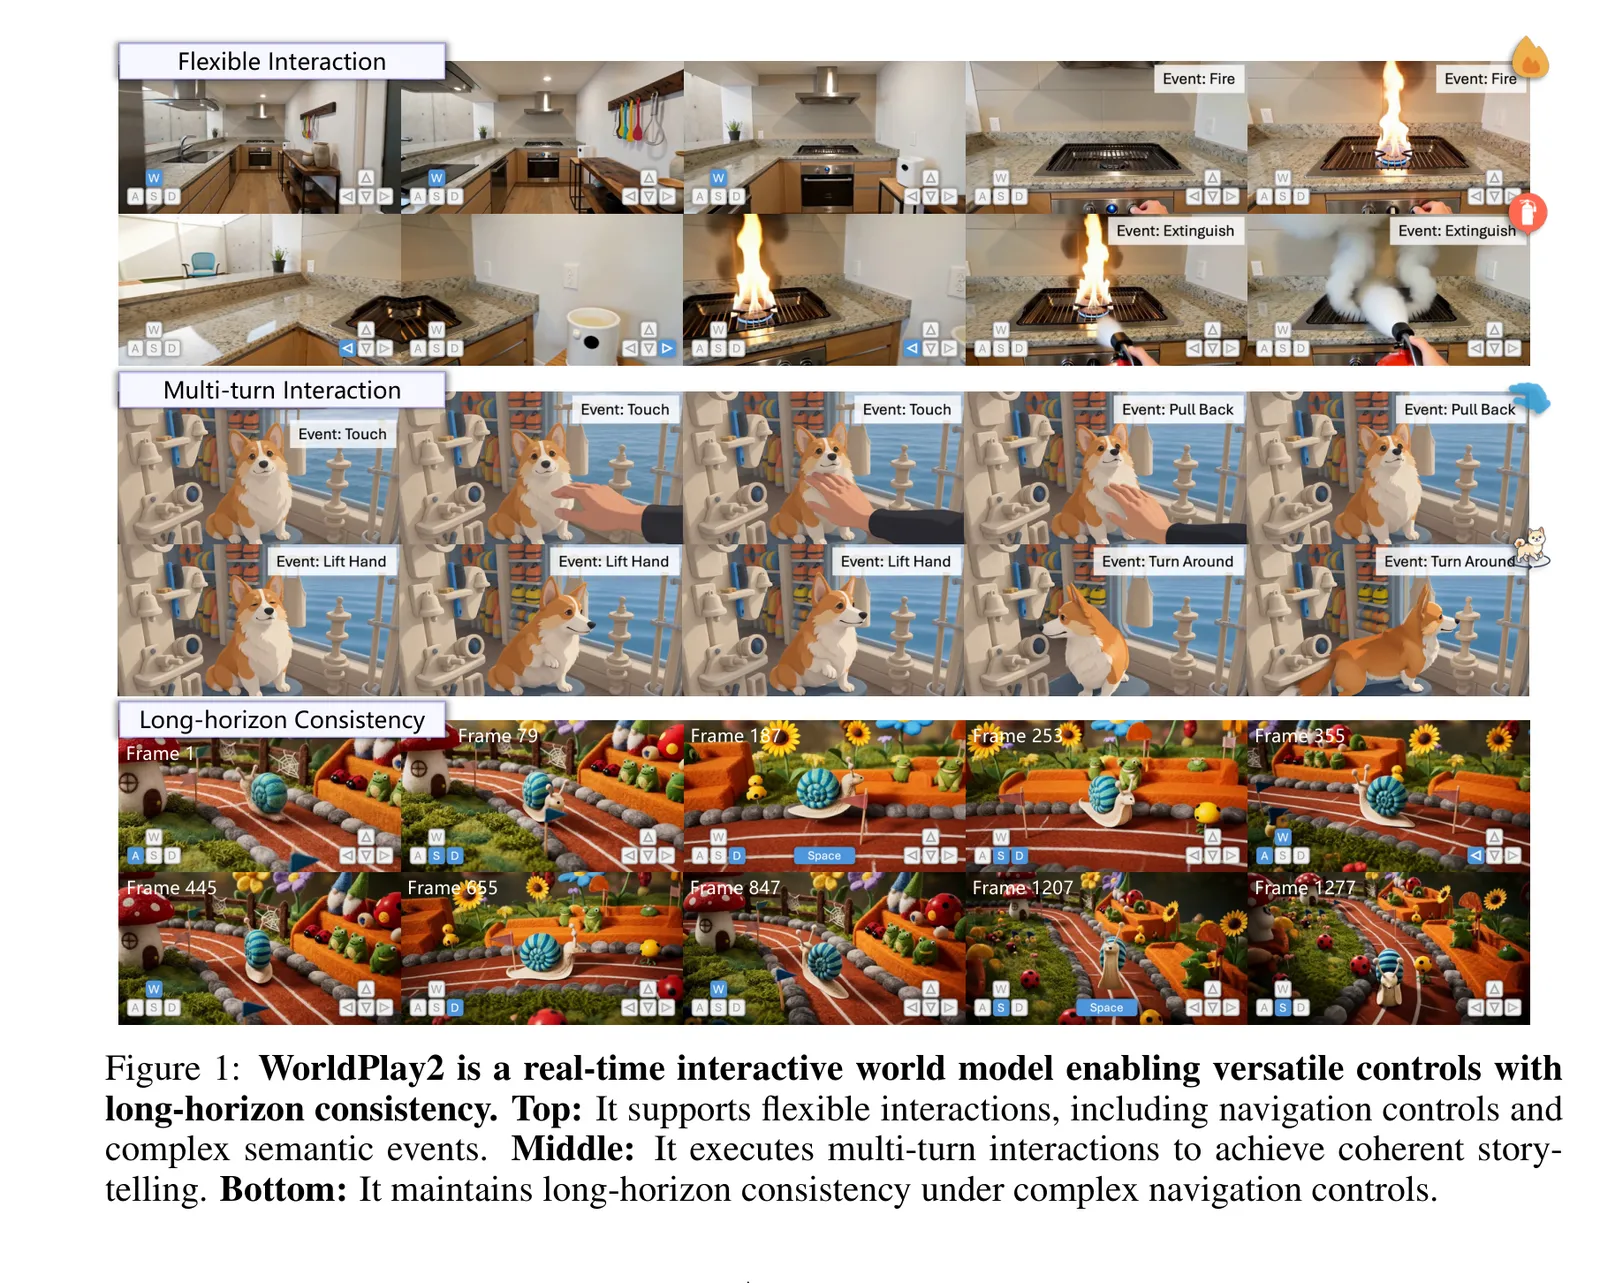 Flexible Interaction
Event: Fire
Event: Fire
W
A S D
W
A S D
W
A S D
W
A S D
W
A S D
Event: Extinguish
Event: Extinguish
W
A S D
W
A S D
W
A S D
W
A S D
W
A S D
Multi-turn Interaction
Event: Touch
Event: Touch
Event: Touch
Event: Pull Back
Event: Pull Back
Event: Lift Hand
Event: Lift Hand
Event: Lift Hand
Event: Turn Around
Event: Turn Around
Long-horizon Consistency
Frame 1
Frame 79
Frame 187
Frame 253
Frame 355
W
A S D
W
A S D
W
A S D
Space
W
A S D
W
A S D
Frame 445
Frame 655
Frame 847
Frame 1207
Frame 1277
W
A S D
W
A S D
W
A S D
W
A S D
Space
W
A S D
Figure 1: WorldPlay2 is a real-time interactive world model enabling versatile controls with
long-horizon consistency. Top: It supports flexible interactions, including navigation controls and
complex semantic events. Middle: It executes multi-turn interactions to achieve coherent story-
telling. Bottom: It maintains long-horizon consistency under complex navigation controls.